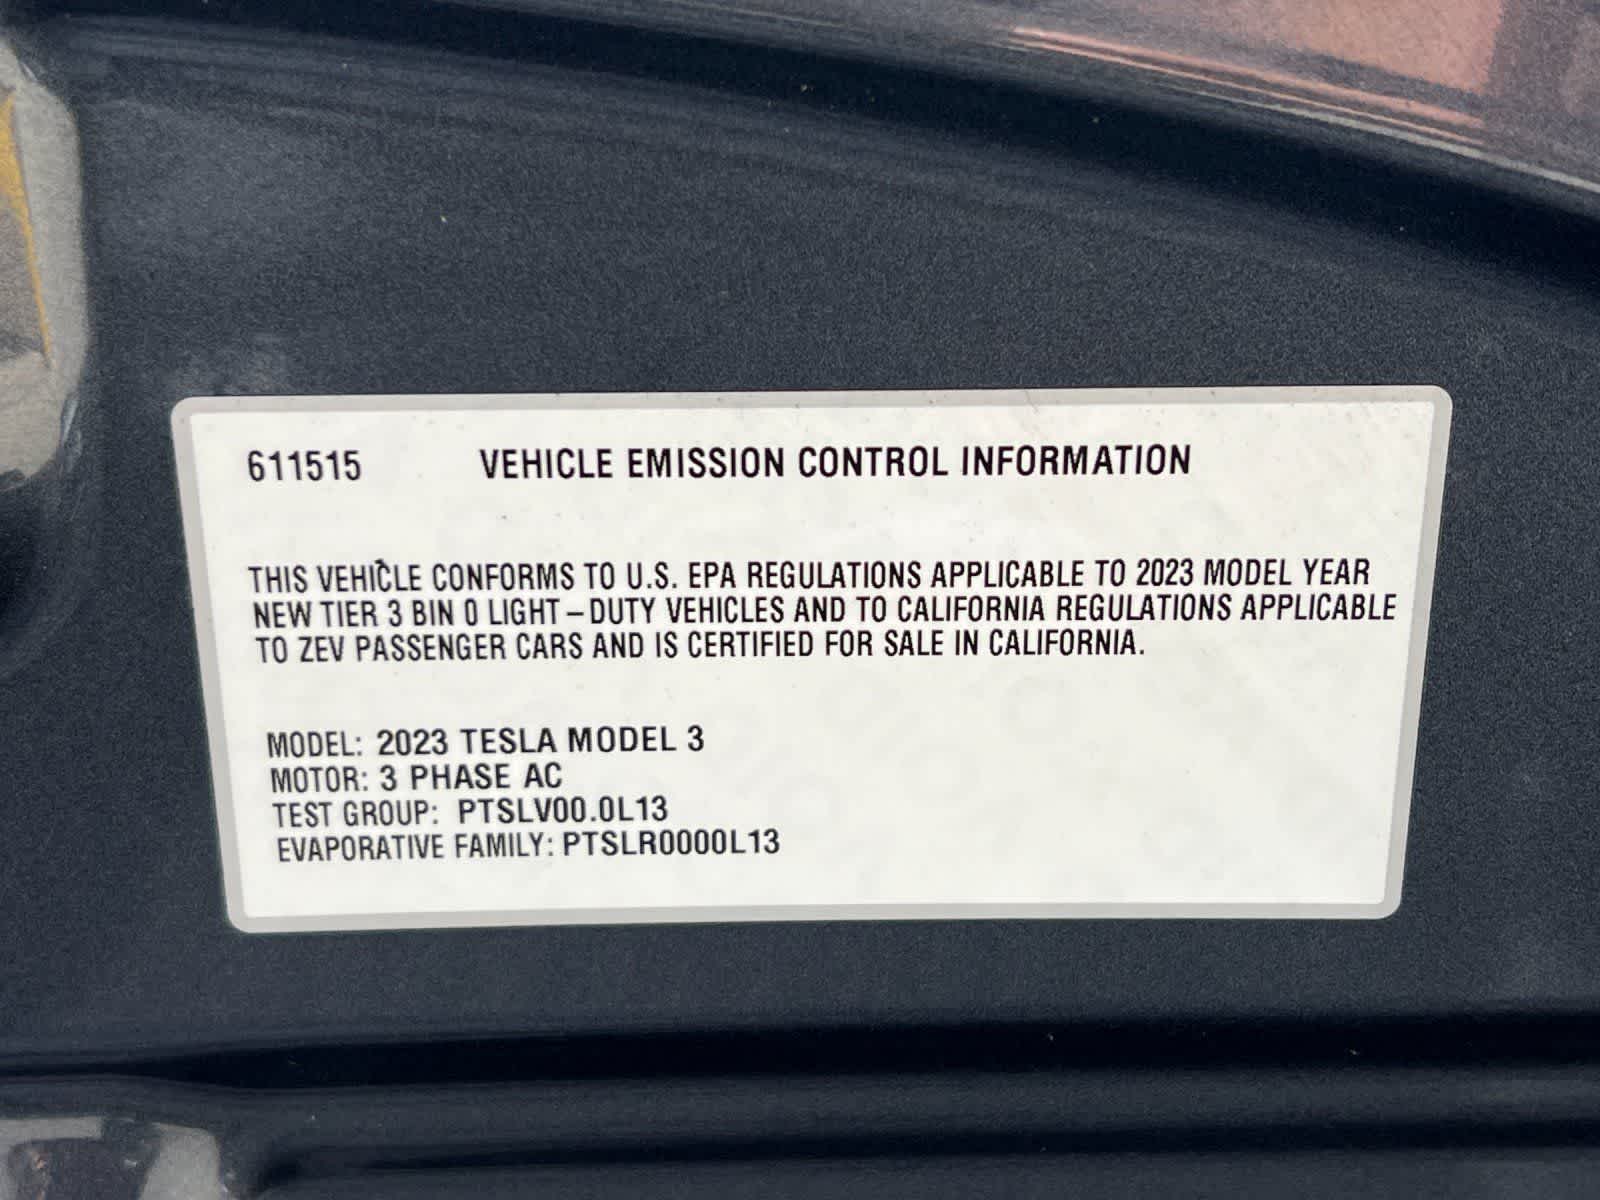 611515 VEHICLE EMISSION CONTROL INFORMATION
THIS VEHICLE CONFORMS TO U.S. EPA REGULATIONS APPLICABLE TO 2023 MODEL YEAR
NEW TIER 3 BIN 0 LIGHT-DUTY VEHICLES AND TO CALIFORNIA REGULATIONS APPLICABLE
TO ZEV PASSENGER CARS AND IS CERTIFIED FOR SALE IN CALIFORNIA.
MODEL: 2023 TESLA MODEL 3
MOTOR: 3 PHASE AC
TEST GROUP: PTSLV00.0L13
EVAPORATIVE FAMILY: PTSLR0000L13